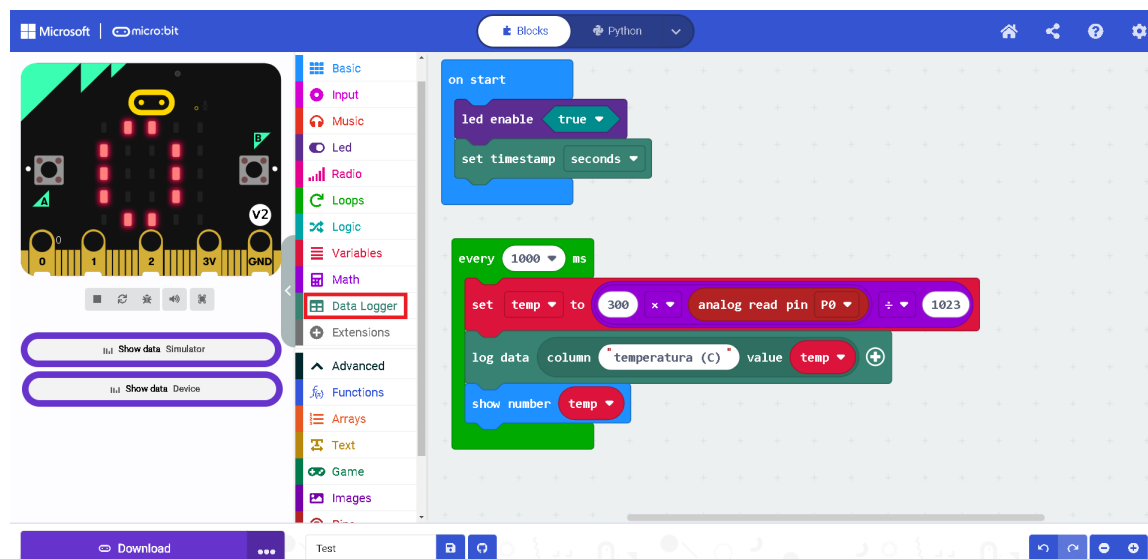 Microsoft micro:bit Blocks Python
B
A
V2
0
0 1 2 3V GND
Show data Simulator
Show data Device
Basic
Input
Music
Led
Radio
Loops
Logic
Variables
Math
Data Logger
Extensions
Advanced
Functions
Arrays
Text
Game
Images
on start
led enable true
set timestamp seconds
every 1000 ms
set temp to 300 × analog read pin P0 ÷ 1023
log data column "temperatura (C)" value temp
show number temp
Download ••• Test